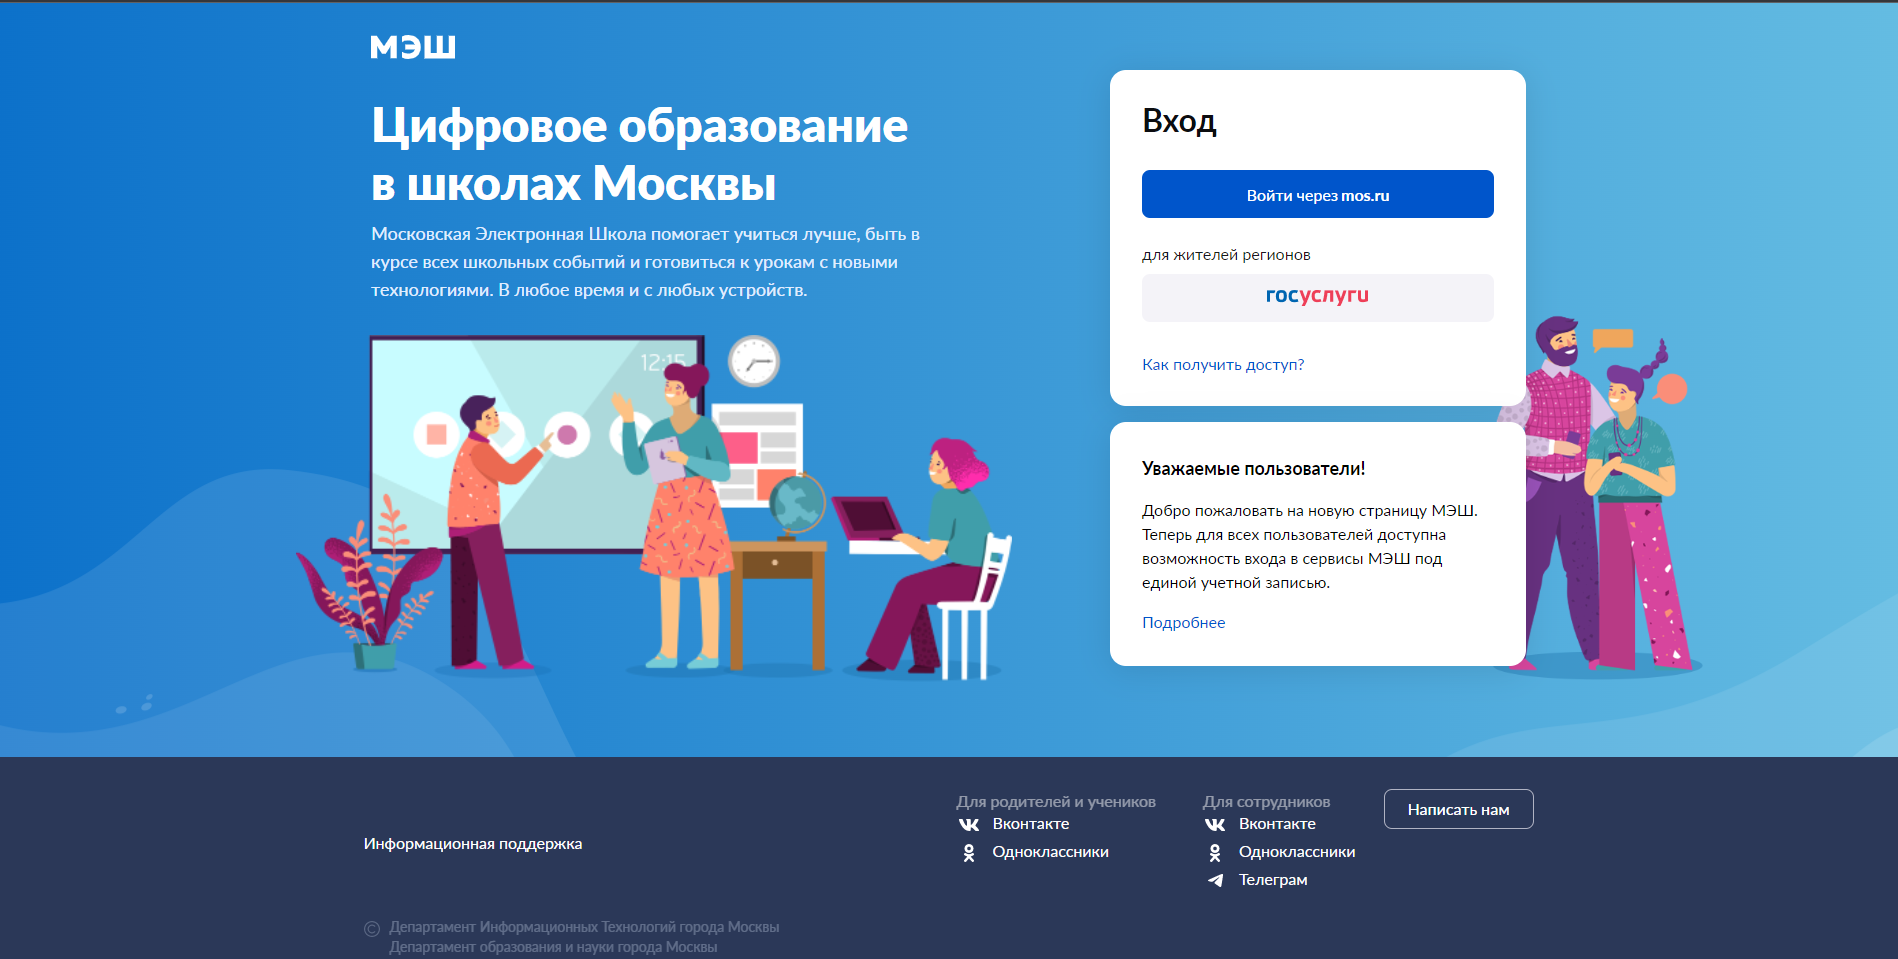 МЭШ
Цифровое образование
в школах Москвы
Московская Электронная Школа помогает учиться лучше, быть в
курсе всех школьных событий и готовиться к урокам с новыми
технологиями. В любое время и с любых устройств.
12:15
Вход
Войти через mos.ru
для жителей регионов
госуслуги
Как получить доступ?
Уважаемые пользователи!
Добро пожаловать на новую страницу МЭШ.
Теперь для всех пользователей доступна
возможность входа в сервисы МЭШ под
единой учетной записью.
Подробнее
Информационная поддержка
Для родителей и учеников
Вконтакте
Одноклассники
Для сотрудников
Вконтакте
Одноклассники
Телеграм
Написать нам
© Департамент Информационных Технологий города Москвы
Департамент образования и науки города Москвы